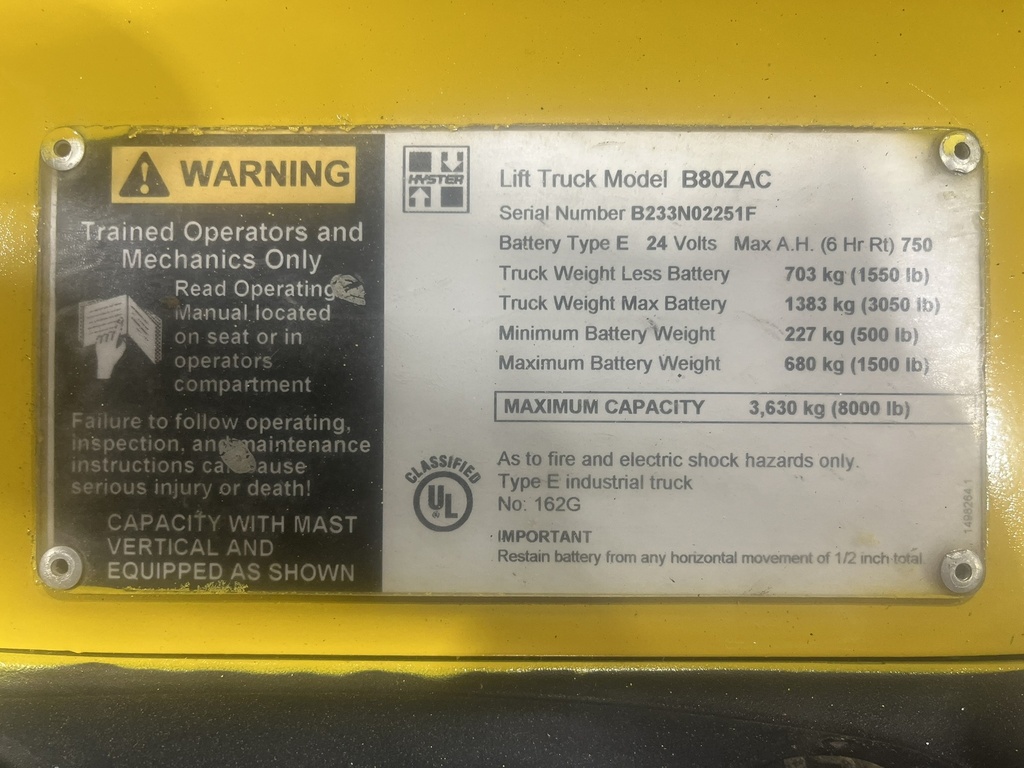 WARNING
Trained Operators and
Mechanics Only
Read Operating
Manual located
on seat or in
operators
compartment
Failure to follow operating,
inspection, and maintenance
instructions can cause
serious injury or death!
CAPACITY WITH MAST
VERTICAL AND
EQUIPPED AS SHOWN
HYSTER
Lift Truck Model B80ZAC
Serial Number B233N02251F
Battery Type E 24 Volts Max A.H. (6 Hr Rt) 750
Truck Weight Less Battery 703 kg (1550 lb)
Truck Weight Max Battery 1383 kg (3050 lb)
Minimum Battery Weight 227 kg (500 lb)
Maximum Battery Weight 680 kg (1500 lb)
MAXIMUM CAPACITY 3,630 kg (8000 lb)
CLASSIFIED
UL
®
As to fire and electric shock hazards only.
Type E industrial truck
No: 162G
IMPORTANT
Restain battery from any horizontal movement of 1/2 inch total.
1498264.1